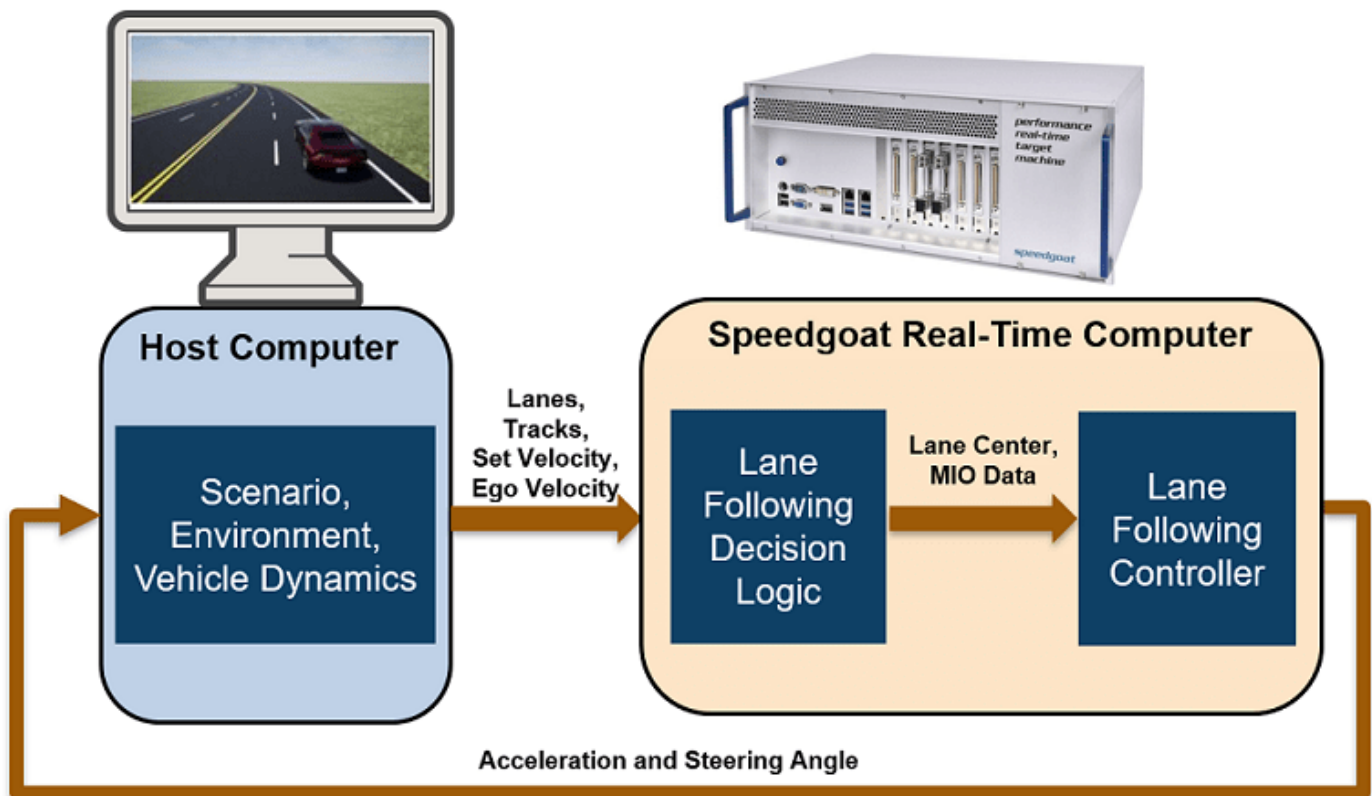 performance
real-time
target
machine
speedgoat
Host Computer
Speedgoat Real-Time Computer
Scenario,
Environment,
Vehicle Dynamics
Lanes,
Tracks,
Set Velocity,
Ego Velocity
Lane
Following
Decision
Logic
Lane Center,
MIO Data
Lane
Following
Controller
Acceleration and Steering Angle